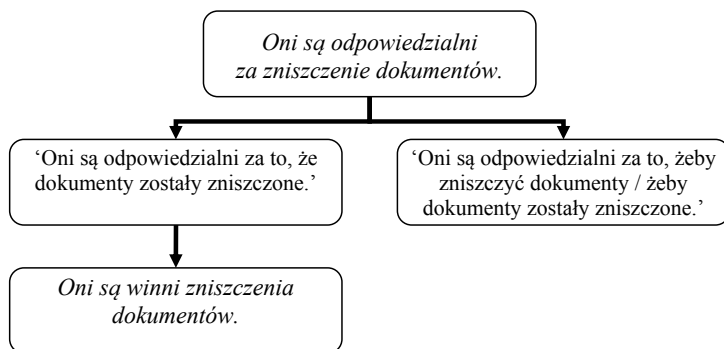 Oni są odpowiedzialni
za zniszczenie dokumentów.
‘Oni są odpowiedzialni za to, że
dokumenty zostały zniszczone.’
‘Oni są odpowiedzialni za to, żeby
zniszczyć dokumenty / żeby
dokumenty zostały zniszczone.’
Oni są winni zniszczenia
dokumentów.